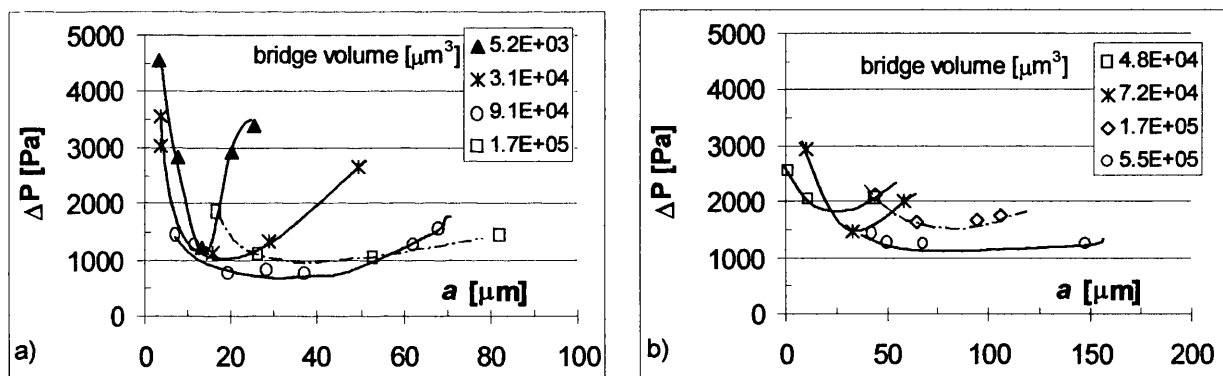 5000
4000
3000
2000
1000
0
ΔP [Pa]
bridge volume [μm³]
5.2E+03
3.1E+04
9.1E+04
1.7E+05
a [μm]
a)
0 20 40 60 80 100
5000
4000
3000
2000
1000
0
ΔP [Pa]
bridge volume [μm³]
4.8E+04
7.2E+04
1.7E+05
5.5E+05
a [μm]
b)
0 50 100 150 200